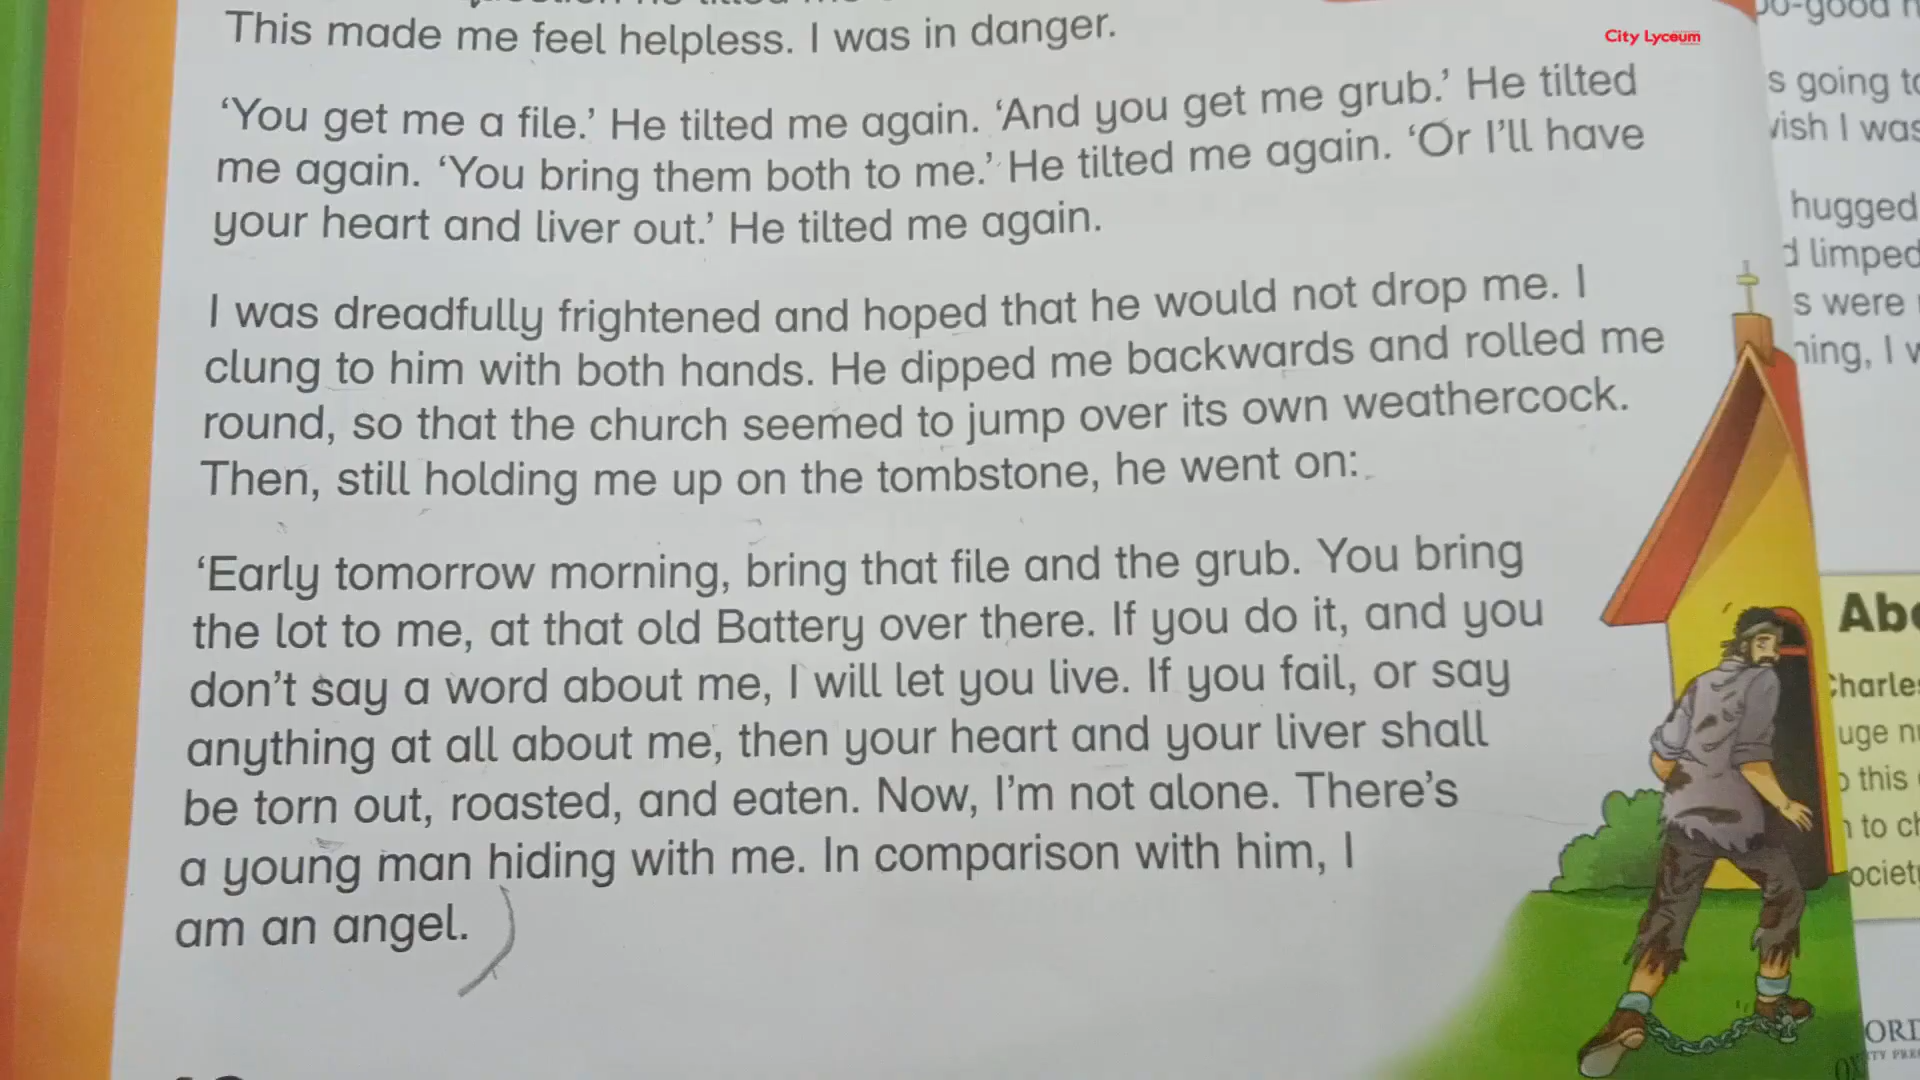 This made me feel helpless. I was in danger.
City Lyceum
‘You get me a file.’ He tilted me again. ‘And you get me grub.’ He tilted
me again. ‘You bring them both to me.’ He tilted me again. ‘Or I’ll have
your heart and liver out.’ He tilted me again.
I was dreadfully frightened and hoped that he would not drop me. I
clung to him with both hands. He dipped me backwards and rolled me
round, so that the church seemed to jump over its own weathercock.
Then, still holding me up on the tombstone, he went on:
‘Early tomorrow morning, bring that file and the grub. You bring
the lot to me, at that old Battery over there. If you do it, and you
don’t say a word about me, I will let you live. If you fail, or say
anything at all about me, then your heart and your liver shall
be torn out, roasted, and eaten. Now, I’m not alone. There’s
a young man hiding with me. In comparison with him, I
am an angel.
s going to
I was
hugged
limped
s were